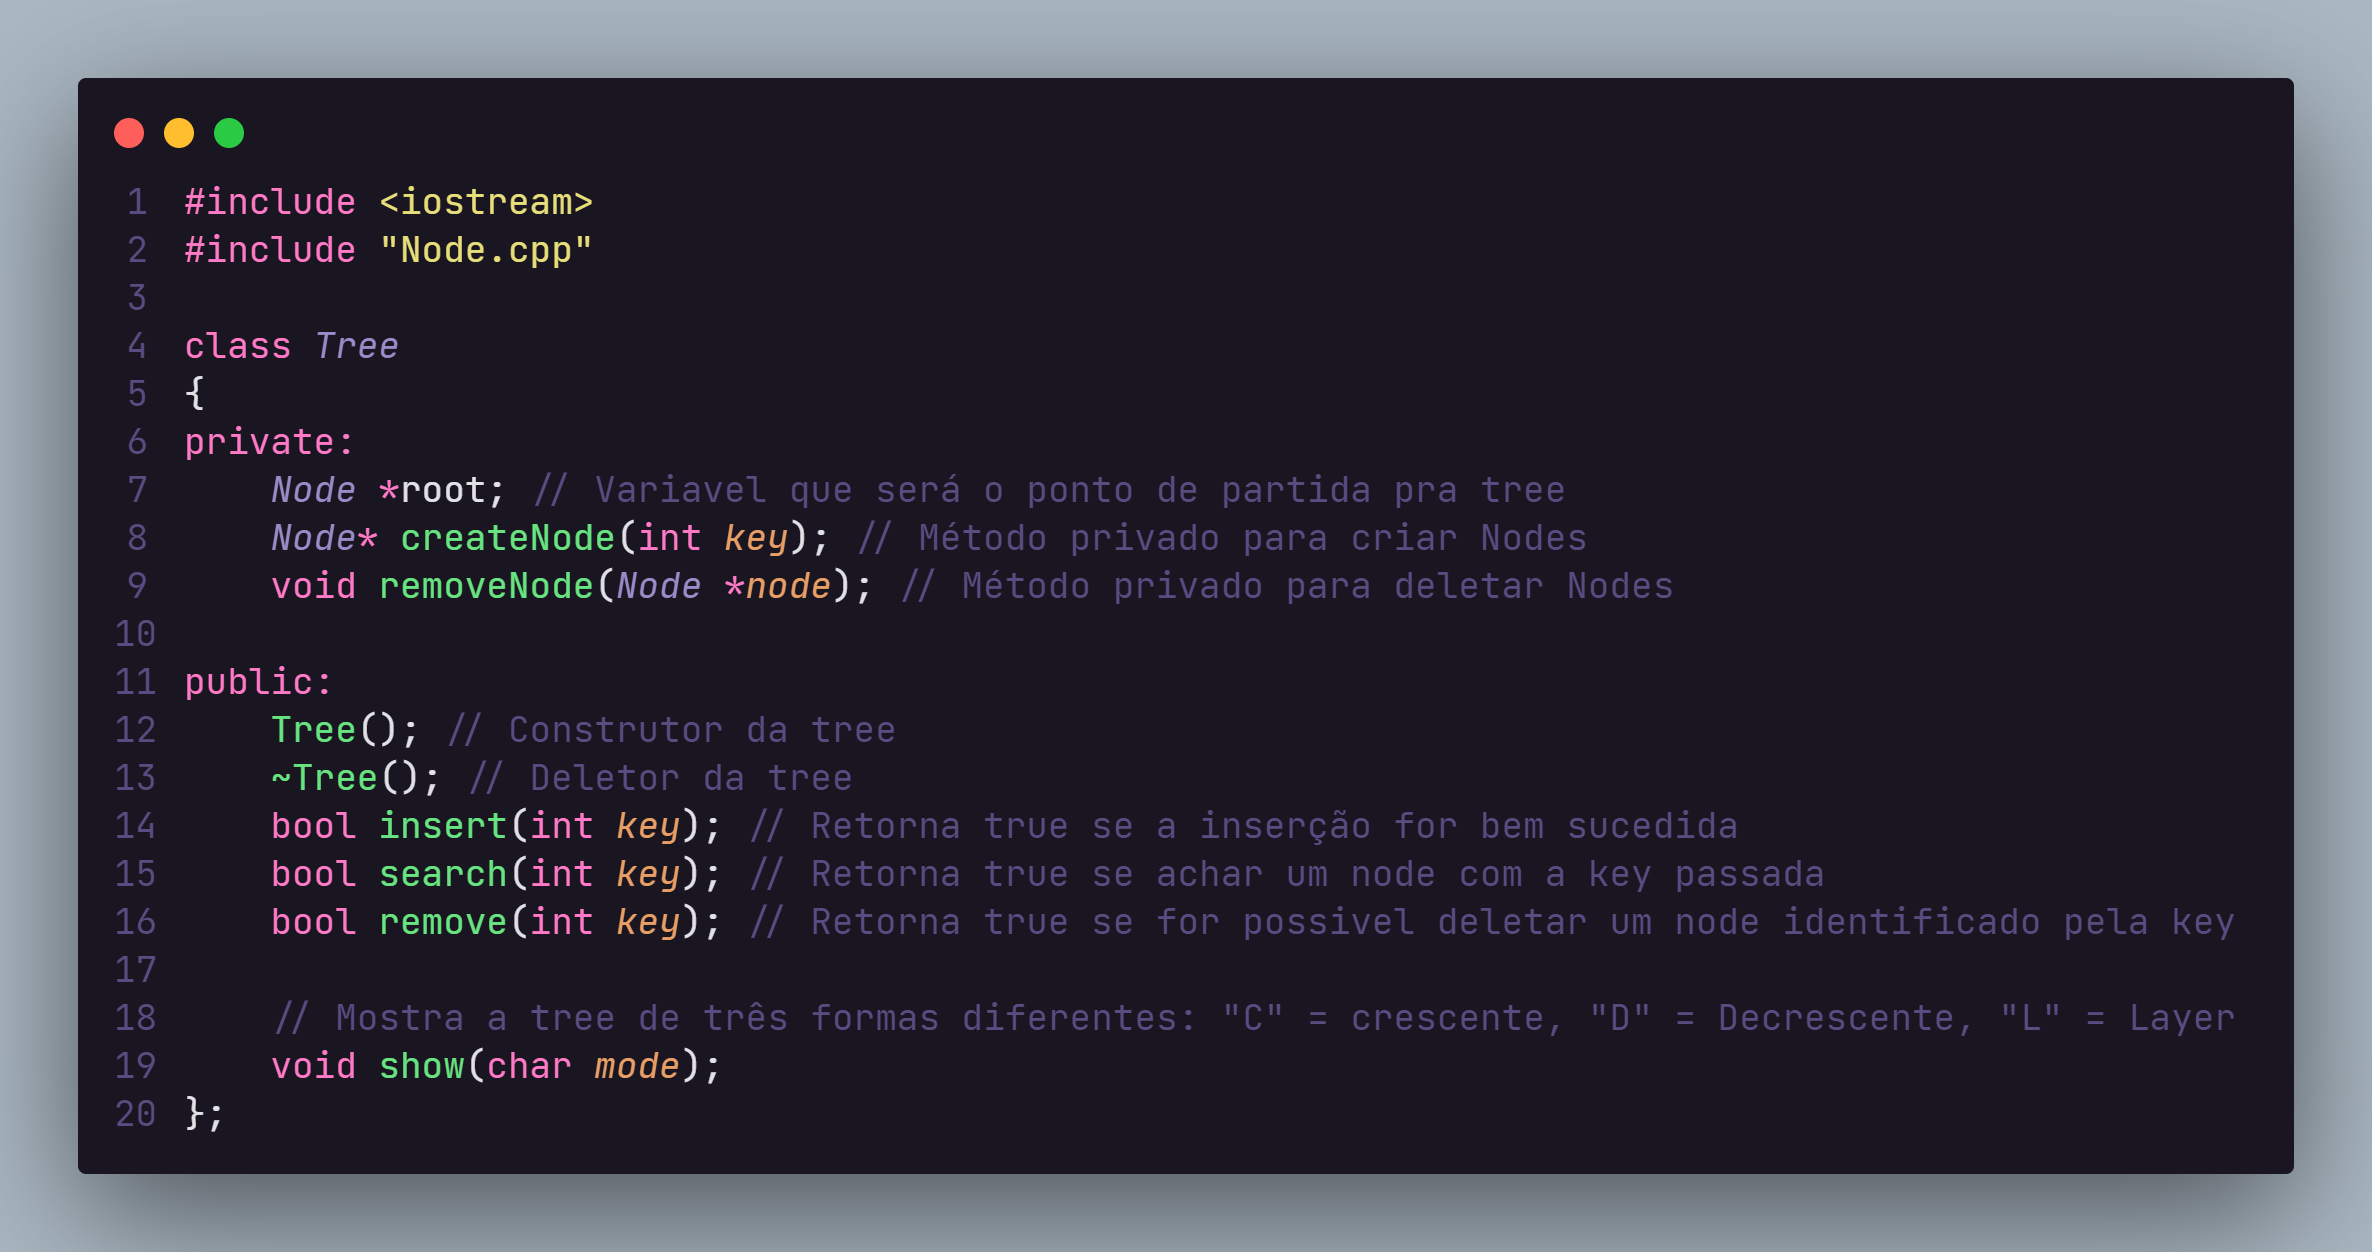 1 #include <iostream>
2 #include "Node.cpp"
3
4 class Tree
5 {
6 private:
7     Node *root; // Variavel que será o ponto de partida pra tree
8     Node* createNode(int key); // Método privado para criar Nodes
9     void removeNode(Node *node); // Método privado para deletar Nodes
10
11 public:
12     Tree(); // Construtor da tree
13     ~Tree(); // Deletor da tree
14     bool insert(int key); // Retorna true se a inserção for bem sucedida
15     bool search(int key); // Retorna true se achar um node com a key passada
16     bool remove(int key); // Retorna true se for possivel deletar um node identificado pela key
17
18     // Mostra a tree de três formas diferentes: "C" = crescente, "D" = Decrescente, "L" = Layer
19     void show(char mode);
20 };